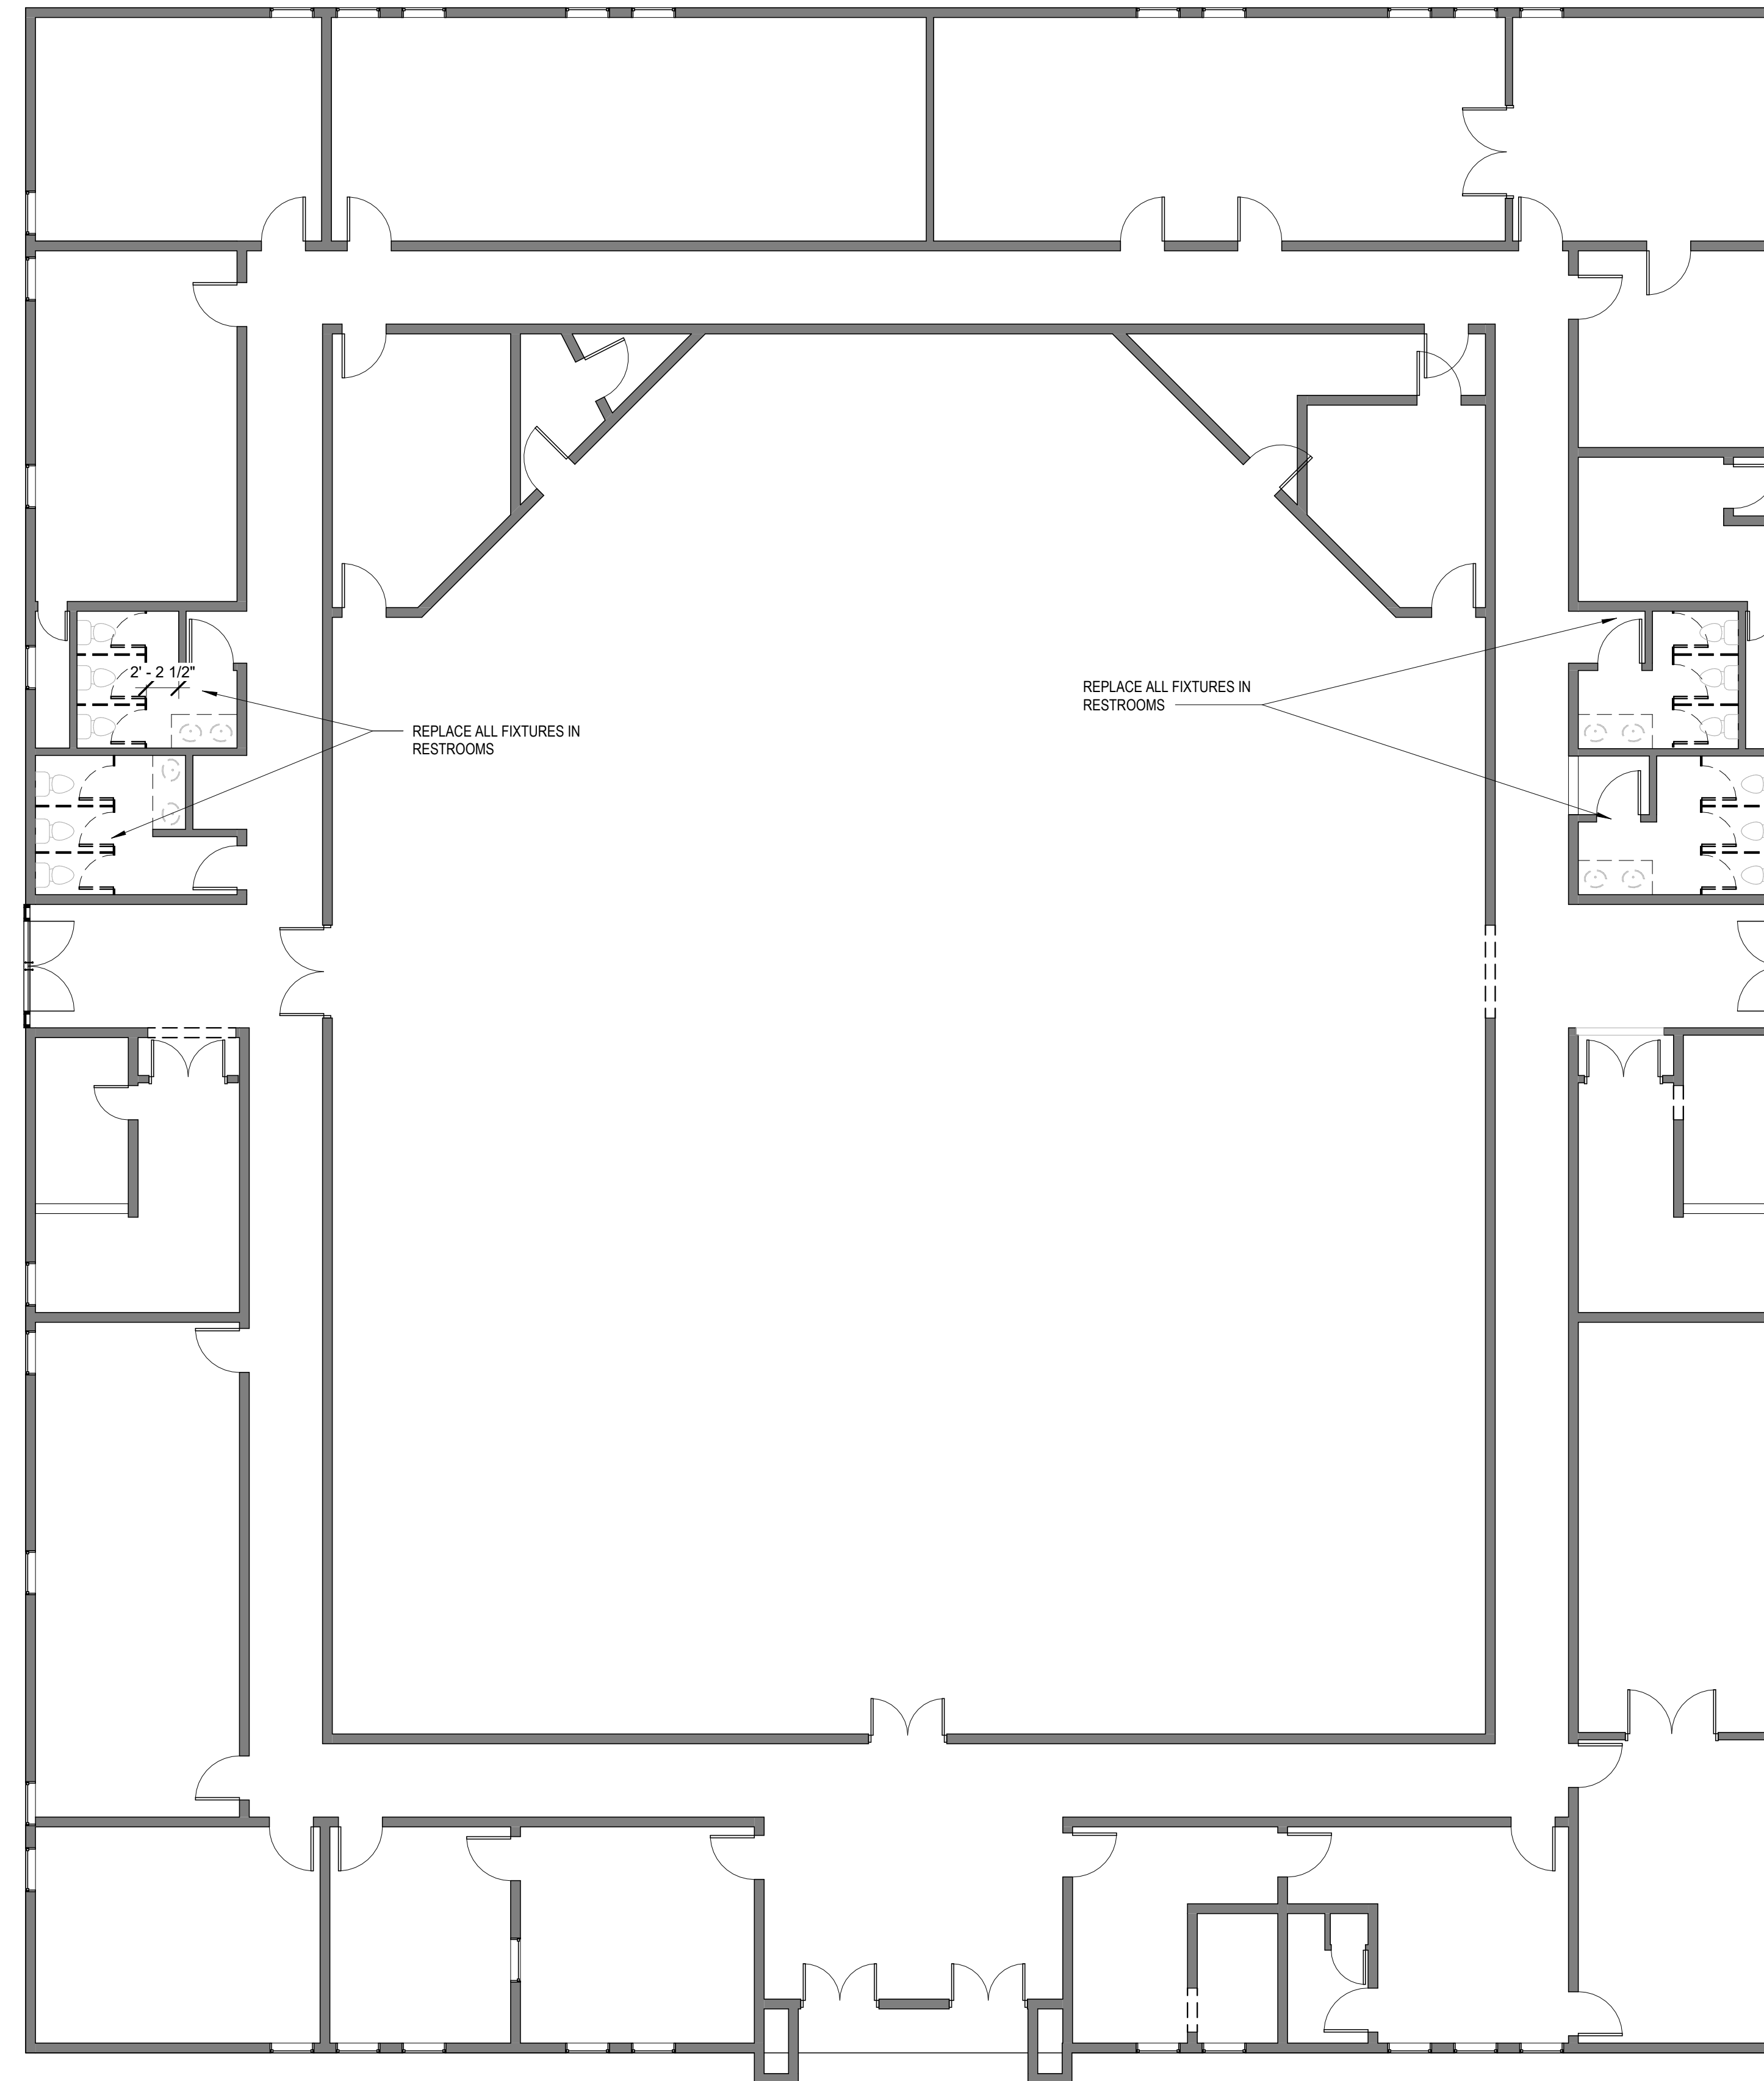 2' - 2 1/2"
REPLACE ALL FIXTURES IN
RESTROOMS
REPLACE ALL FIXTURES IN
RESTROOMS